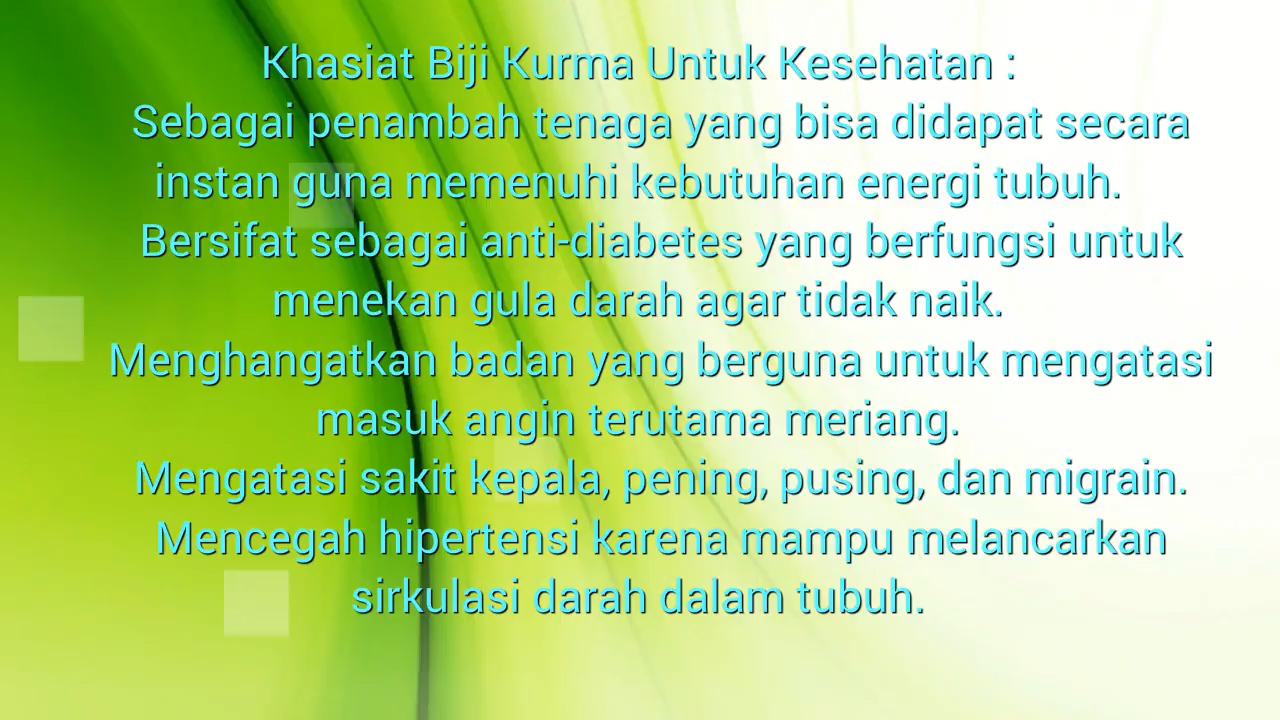 Khasiat Biji Kurma Untuk Kesehatan :
Sebagai penambah tenaga yang bisa didapat secara
instan guna memenuhi kebutuhan energi tubuh.
Bersifat sebagai anti-diabetes yang berfungsi untuk
menekan gula darah agar tidak naik.
Menghangatkan badan yang berguna untuk mengatasi
masuk angin terutama meriang.
Mengatasi sakit kepala, pening, pusing, dan migrain.
Mencegah hipertensi karena mampu melancarkan
sirkulasi darah dalam tubuh.